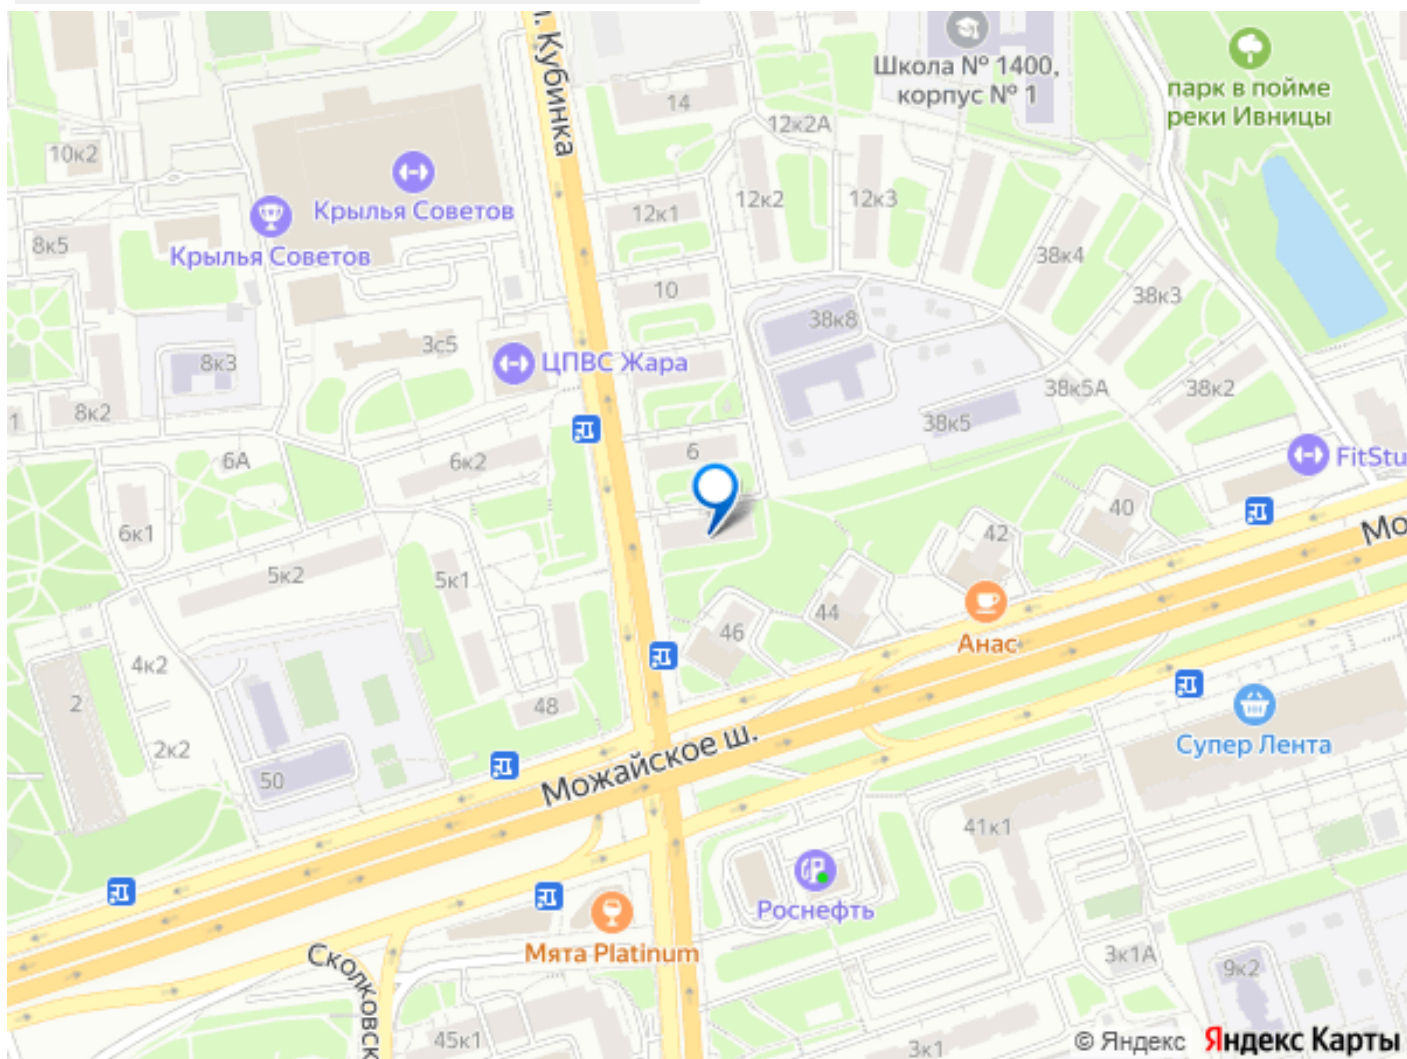 л. Кубинка
Школа № 1400,
корпус № 1
парк в пойме
реки Ивницы
14
12к2А
10к2
Крылья Советов
12к1
12к2
12к3
8к5
Крылья Советов
38к4
10
38к3
38к8
3с5
8к3
ЦПВС Жара
38к5А
38к2
1
8к2
38к5
6
6А
6к2
FitStu
40
6к1
42
Мо
5к2
5к1
44
46
Анас
4к2
2
48
Супер Лента
2к2
Можайское ш.
50
41к1
Роснефть
Мята Platinum
Сколковск
3к1А
9к2
45к1
3к1
© Яндекс Яндекс Карты